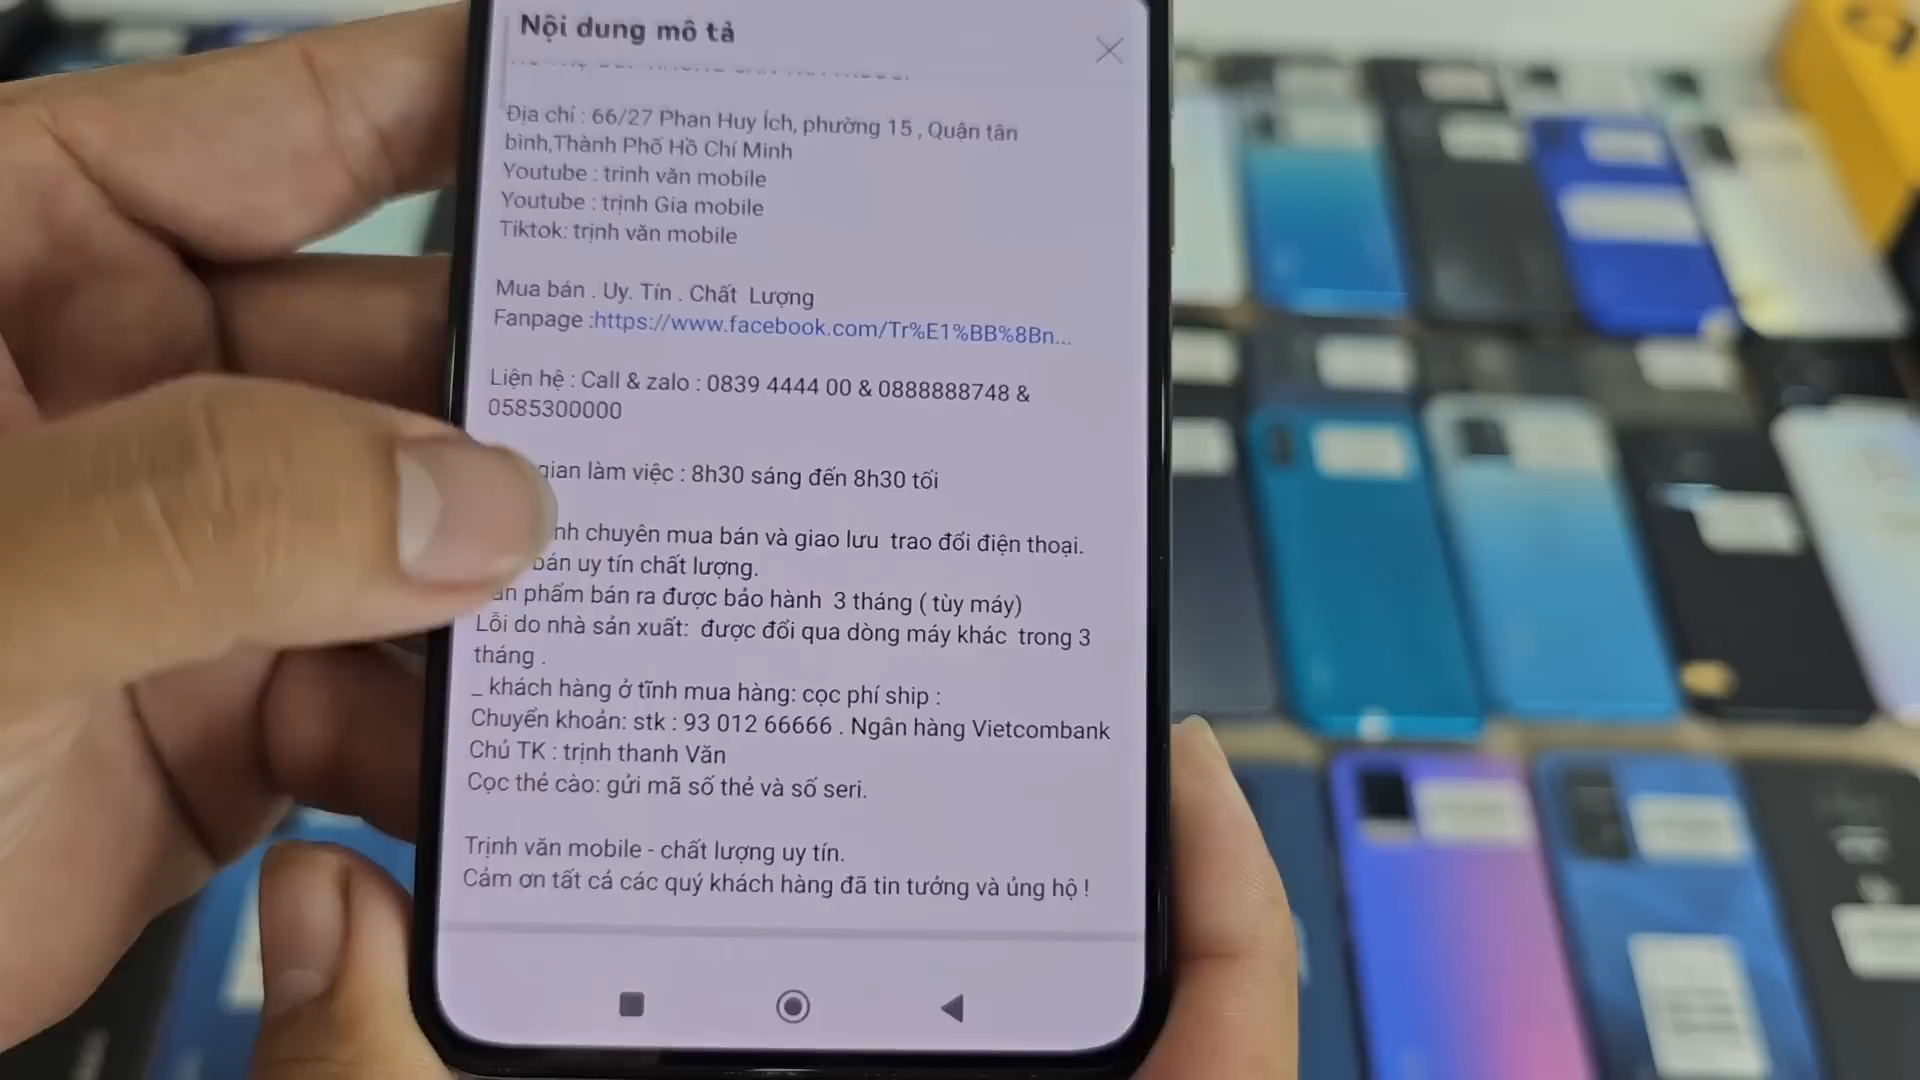 Nội dung mô tả
Địa chỉ : 66/27 Phan Huy Ích, phường 15 , Quận tân
bình,Thành Phố Hồ Chí Minh
Youtube : trinh văn mobile
Youtube : trịnh Gia mobile
Tiktok: trịnh văn mobile
Mua bán . Uy. Tín . Chất Lượng
Fanpage :https://www.facebook.com/Tr%E1%BB%8Bn...
Liện hệ : Call & zalo : 0839 4444 00 & 0888888748 &
0585300000
gian làm việc : 8h30 sáng đến 8h30 tối
nh chuyên mua bán và giao lưu trao đổi điện thoại.
bán uy tín chất lượng.
ản phẩm bán ra được bảo hành 3 tháng ( tùy máy)
Lỗi do nhà sản xuất: được đổi qua dòng máy khác trong 3
tháng .
_ khách hàng ở tĩnh mua hàng: cọc phí ship :
Chuyển khoản: stk : 93 012 66666 . Ngân hàng Vietcombank
Chủ TK : trịnh thanh Văn
Cọc thẻ cào: gửi mã số thẻ và số seri.
Trịnh văn mobile - chất lượng uy tín.
Cảm ơn tất cả các quý khách hàng đã tin tưởng và ủng hộ !